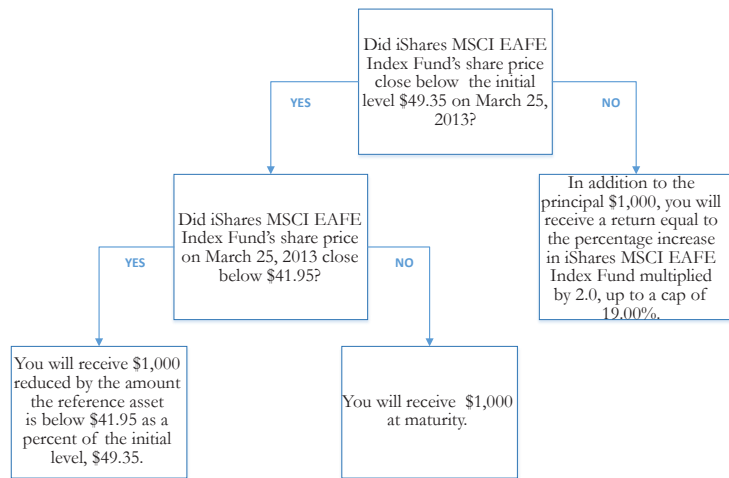 Did iShares MSCI EAFE
Index Fund's share price
close below the initial
level $49.35 on March 25,
2013?
YES
NO
Did iShares MSCI EAFE
Index Fund's share price
on March 25, 2013 close
below $41.95?
In addition to the
principal $1,000, you will
receive a return equal to
the percentage increase
in iShares MSCI EAFE
Index Fund multiplied
by 2.0, up to a cap of
19.00%.
YES
NO
You will receive $1,000
reduced by the amount
the reference asset
is below $41.95 as a
percent of the initial
level, $49.35.
You will receive $1,000
at maturity.